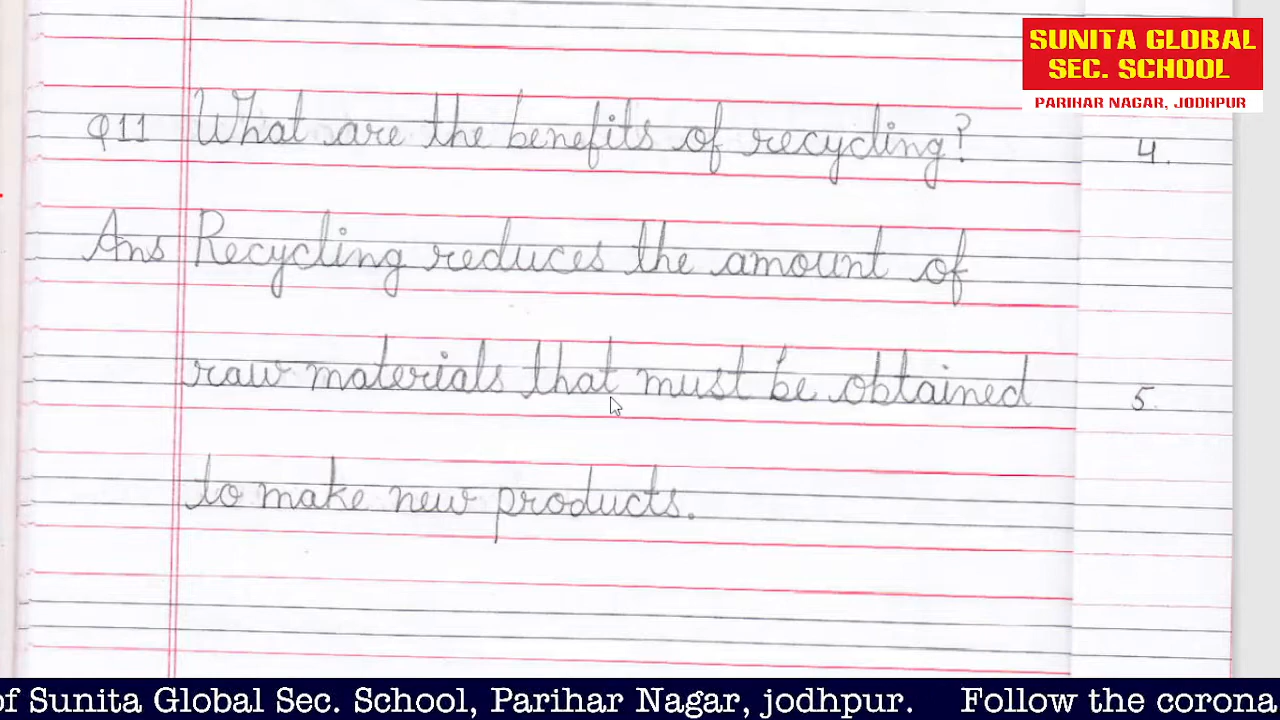 SUNITA GLOBAL
SEC. SCHOOL
PARIHAR NAGAR, JODHPUR
Q11 What are the benefits of recycling?
4.
Ans Recycling reduces the amount of
raw materials that must be obtained
5.
to make new products.
of Sunita Global Sec. School, Parihar Nagar, jodhpur. Follow the corona